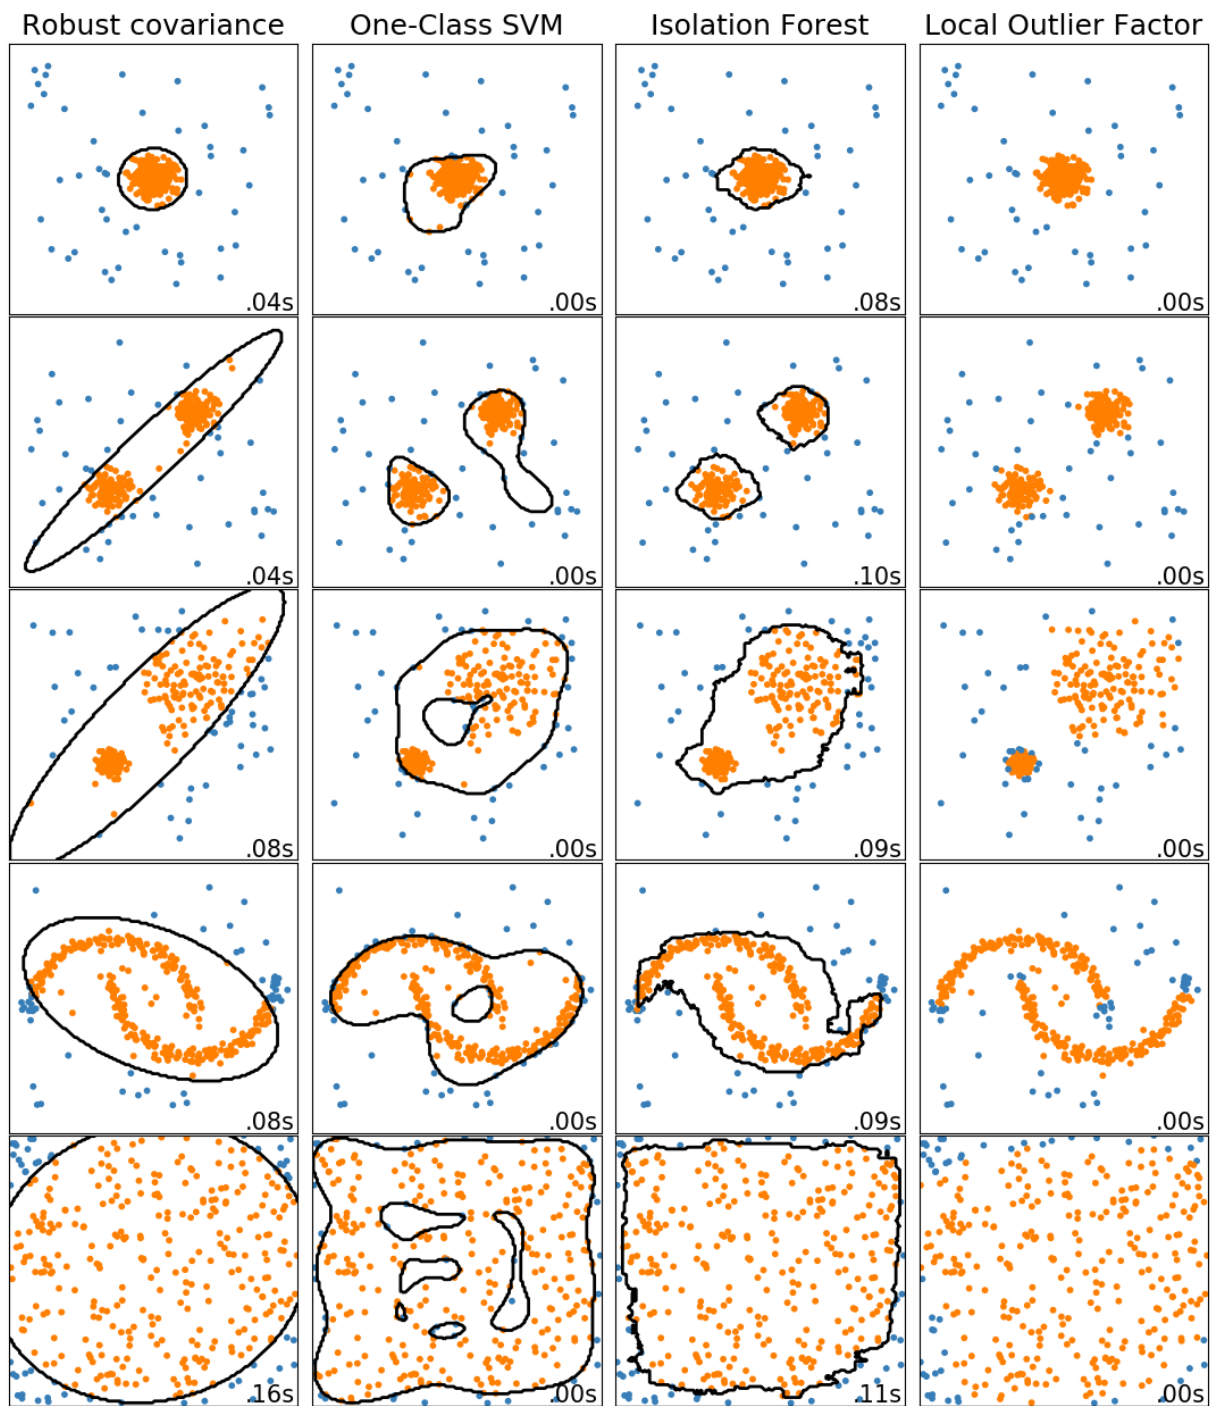 Robust covariance One-Class SVM Isolation Forest Local Outlier Factor
.04s .00s .08s .00s
.04s .00s .10s .00s
.08s .00s .09s .00s
.08s .00s .09s .00s
.16s .00s .11s .00s